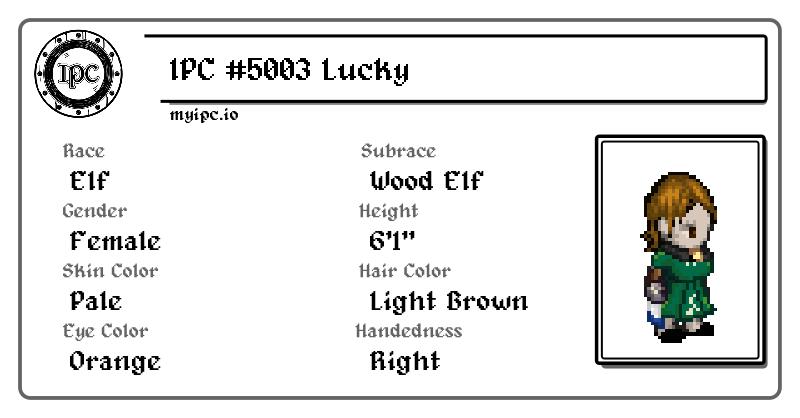 IPC
IPC #5003 Lucky
myipc.io
Race
Elf
Subrace
Wood Elf
Gender
Female
Height
6'1"
Skin Color
Pale
Hair Color
Light Brown
Eye Color
Orange
Handedness
Right